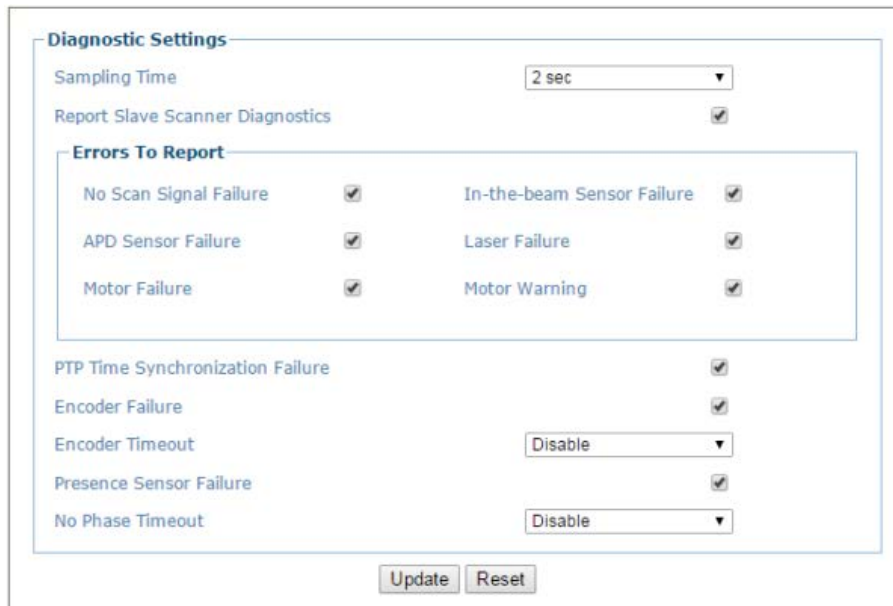 Diagnostic Settings
Sampling Time 2 sec
Report Slave Scanner Diagnostics
Errors To Report
No Scan Signal Failure In-the-beam Sensor Failure
APD Sensor Failure Laser Failure
Motor Failure Motor Warning
PTP Time Synchronization Failure
Encoder Failure
Encoder Timeout Disable
Presence Sensor Failure
No Phase Timeout Disable
Update Reset